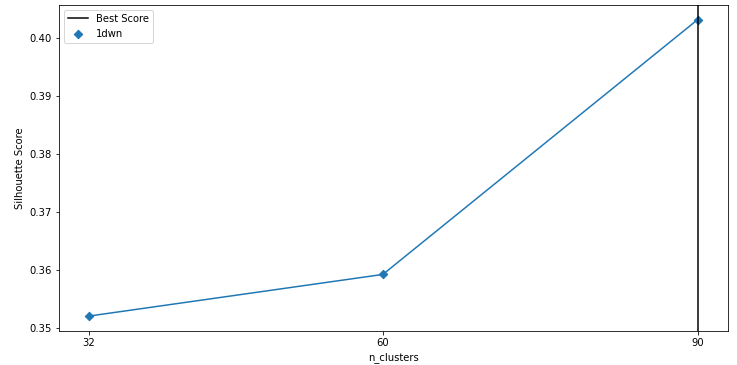 Best Score
1dwn
0.40
0.39
0.38
0.37
0.36
0.35
Silhouette Score
32
60
90
n_clusters